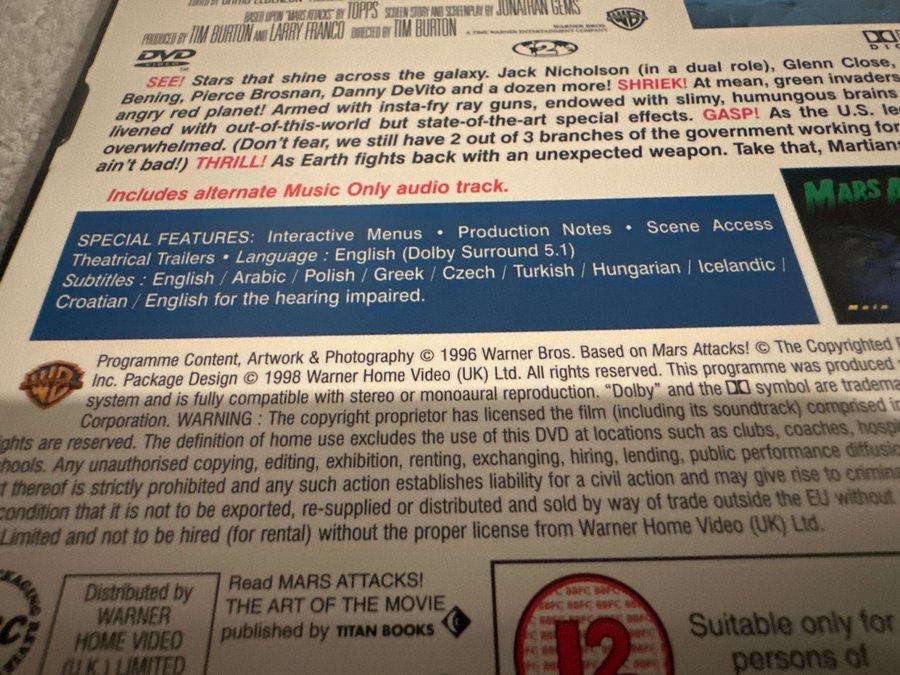 BASED UPON "MARS ATTACKS" BY TOPPS SCREEN STORY AND SCREENPLAY BY JONATHAN GEMS
PRODUCED BY TIM BURTON AND LARRY FRANCO DIRECTED BY TIM BURTON
WARNER BROS
A TIME WARNER ENTERTAINMENT COMPANY
DVD
VIDEO
2
SEE! Stars that shine across the galaxy. Jack Nicholson (in a dual role), Glenn Close,
Bening, Pierce Brosnan, Danny DeVito and a dozen more! SHRIEK! At mean, green invaders
angry red planet! Armed with insta-fry ray guns, endowed with slimy, humungous brains
livened with out-of-this-world but state-of-the-art special effects. GASP! As the U.S. le
overwhelmed. (Don't fear, we still have 2 out of 3 branches of the government working for
ain't bad!) THRILL! As Earth fights back with an unexpected weapon. Take that, Martians
Includes alternate Music Only audio track.
SPECIAL FEATURES: Interactive Menus • Production Notes • Scene Access
Theatrical Trailers • Language : English (Dolby Surround 5.1)
Subtitles : English / Arabic / Polish / Greek / Czech / Turkish / Hungarian / Icelandic /
Croatian / English for the hearing impaired.
MARS A
Main
Programme Content, Artwork & Photography © 1996 Warner Bros. Based on Mars Attacks! © The Copyrighted P
Inc. Package Design © 1998 Warner Home Video (UK) Ltd. All rights reserved. This programme was produced
system and is fully compatible with stereo or monoaural reproduction. "Dolby" and the symbol are tradema
Corporation. WARNING : The copyright proprietor has licensed the film (including its soundtrack) comprised in
ghts are reserved. The definition of home use excludes the use of this DVD at locations such as clubs, coaches, hospi
hools. Any unauthorised copying, editing, exhibition, renting, exchanging, hiring, lending, public performance diffusio
t thereof is strictly prohibited and any such action establishes liability for a civil action and may give rise to crimina
condition that it is not to be exported, re-supplied or distributed and sold by way of trade outside the EU without
Limited and not to be hired (for rental) without the proper license from Warner Home Video (UK) Ltd.
Distributed by
WARNER
HOME VIDEO
(U.K.) LIMITED
Read MARS ATTACKS!
THE ART OF THE MOVIE
published by TITAN BOOKS
BBFC
12
Suitable only for
persons of